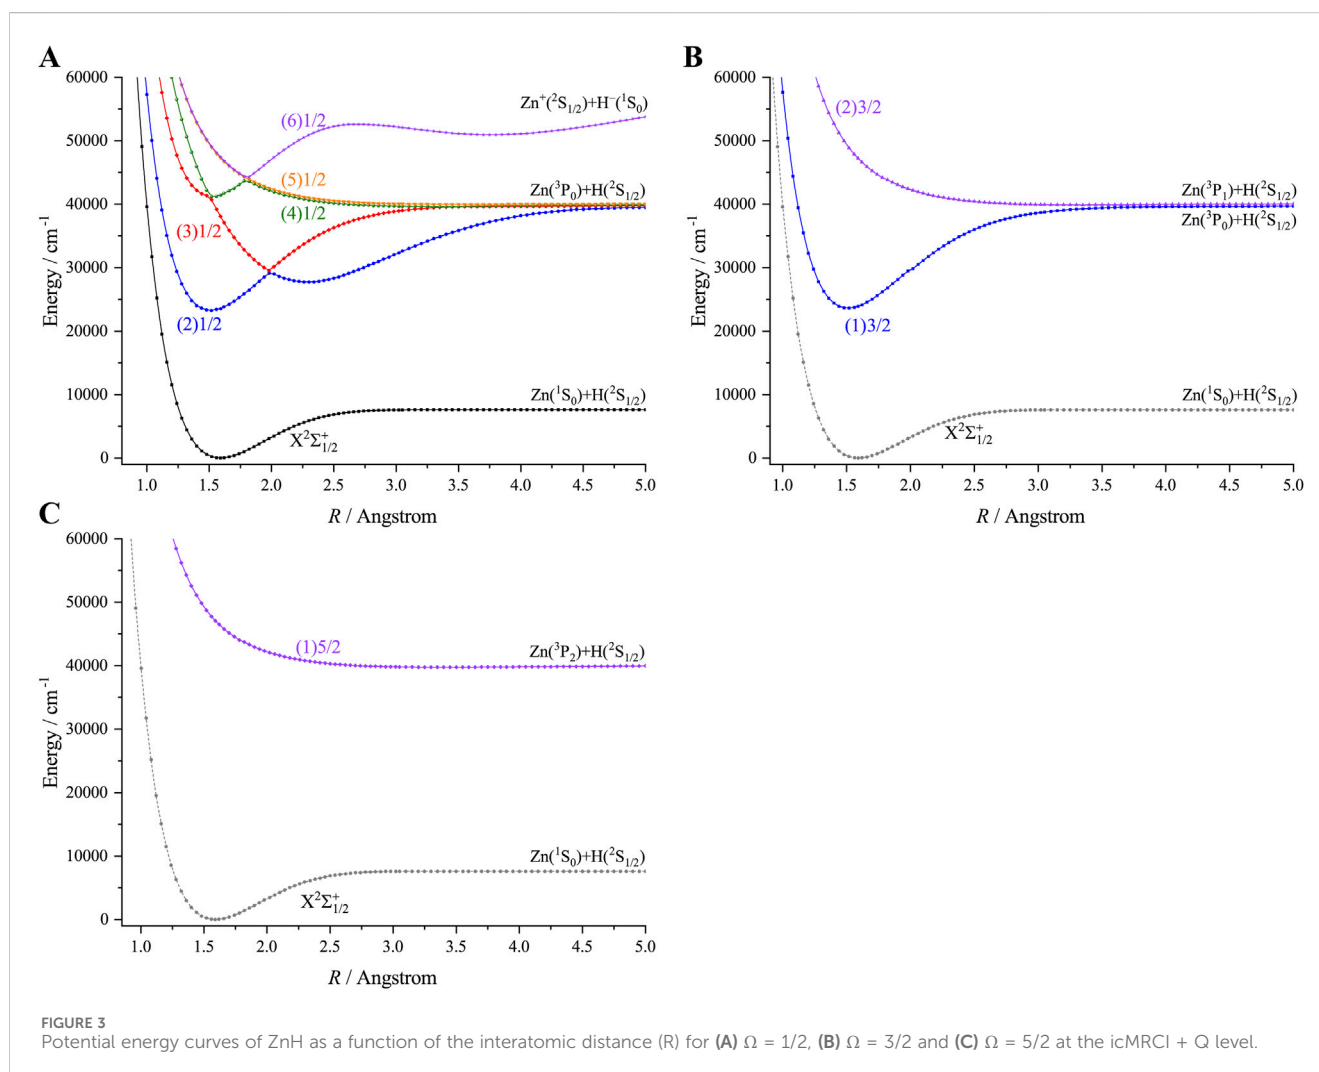 A
60000
50000
40000
30000
20000
10000
0
Energy / cm⁻¹
1.0 1.5 2.0 2.5 3.0 3.5 4.0 4.5 5.0
R / Angstrom
Zn⁺(²S₁/₂)+H⁻(¹S₀)
(6)1/2
Zn(³P₀)+H(²S₁/₂)
(5)1/2
(4)1/2
(3)1/2
(2)1/2
Zn(¹S₀)+H(²S₁/₂)
X²Σ⁺₁/₂
B
60000
50000
40000
30000
20000
10000
0
Energy / cm⁻¹
1.0 1.5 2.0 2.5 3.0 3.5 4.0 4.5 5.0
R / Angstrom
(2)3/2
Zn(³P₁)+H(²S₁/₂)
Zn(³P₀)+H(²S₁/₂)
(1)3/2
Zn(¹S₀)+H(²S₁/₂)
X²Σ⁺₁/₂
C
60000
50000
40000
30000
20000
10000
0
Energy / cm⁻¹
1.0 1.5 2.0 2.5 3.0 3.5 4.0 4.5 5.0
R / Angstrom
(1)5/2
Zn(³P₂)+H(²S₁/₂)
Zn(¹S₀)+H(²S₁/₂)
X²Σ⁺₁/₂
FIGURE 3
Potential energy curves of ZnH as a function of the interatomic distance (R) for (A) Ω = 1/2, (B) Ω = 3/2 and (C) Ω = 5/2 at the icMRCI + Q level.